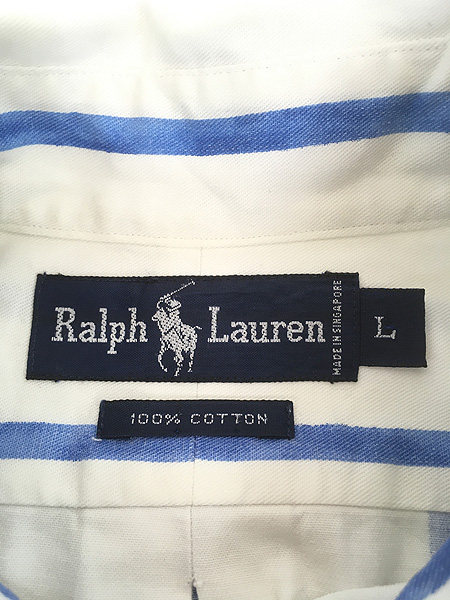 Ralph Lauren
MADE IN SINGAPORE
L
100% COTTON